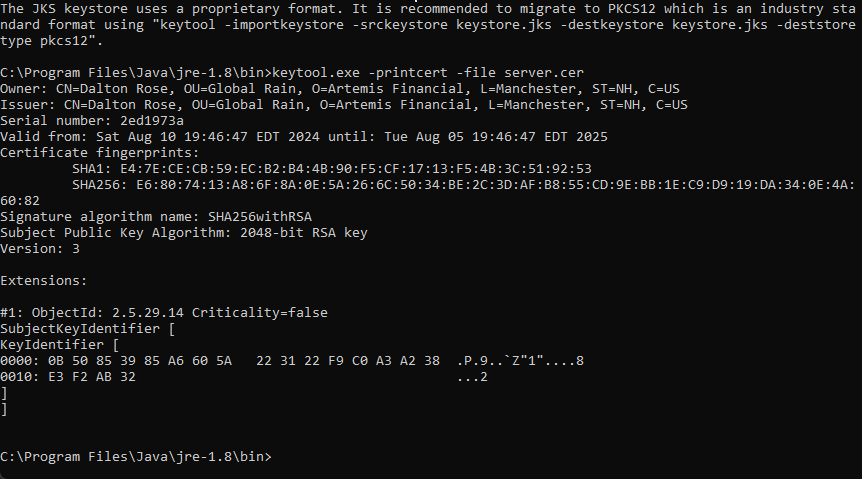 The JKS keystore uses a proprietary format. It is recommended to migrate to PKCS12 which is an industry sta
ndard format using "keytool -importkeystore -srckeystore keystore.jks -destkeystore keystore.jks -deststore
type pkcs12".
C:\Program Files\Java\jre-1.8\bin>keytool.exe -printcert -file server.cer
Owner: CN=Dalton Rose, OU=Global Rain, O=Artemis Financial, L=Manchester, ST=NH, C=US
Issuer: CN=Dalton Rose, OU=Global Rain, O=Artemis Financial, L=Manchester, ST=NH, C=US
Serial number: 2ed1973a
Valid from: Sat Aug 10 19:46:47 EDT 2024 until: Tue Aug 05 19:46:47 EDT 2025
Certificate fingerprints:
SHA1: E4:7E:CE:CB:59:EC:B2:B4:4B:90:F5:CF:17:13:F5:4B:3C:51:92:53
SHA256: E6:80:74:13:A8:6F:8A:0E:5A:26:6C:50:34:BE:2C:3D:AF:B8:55:CD:9E:BB:1E:C9:D9:19:DA:34:0E:4A:
60:82
Signature algorithm name: SHA256withRSA
Subject Public Key Algorithm: 2048-bit RSA key
Version: 3
Extensions:
#1: ObjectId: 2.5.29.14 Criticality=false
SubjectKeyIdentifier [
KeyIdentifier [
0000: 0B 50 85 39 85 A6 60 5A   22 31 22 F9 C0 A3 A2 38  .P.9..`Z"1"....8
0010: E3 F2 AB 32                                        ...2
]
]
C:\Program Files\Java\jre-1.8\bin>